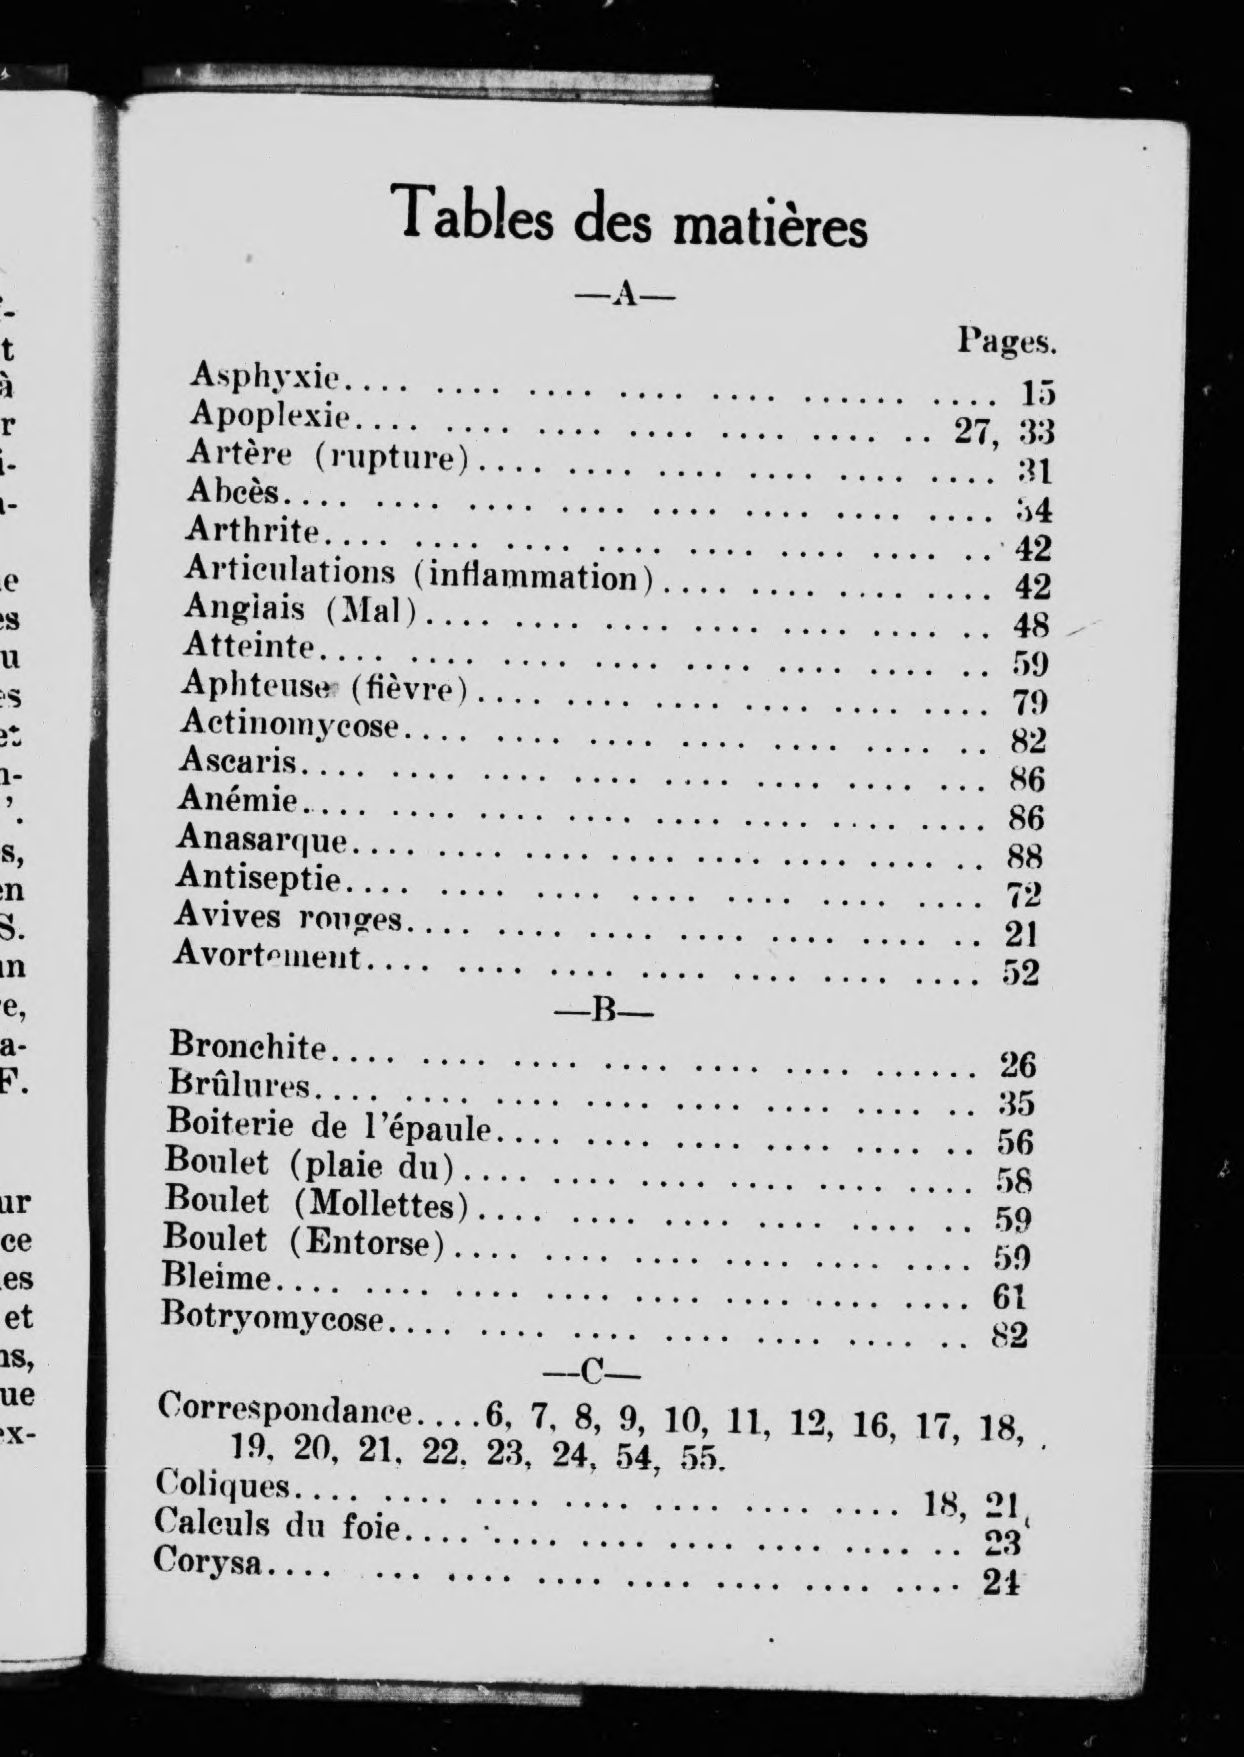 Tables des matières
—A—
Pages.
Asphyxie.... .... .... .... .... ...... .... 15
Apoplexie.... .... .... .... .... .... .. 27, 33
Artère (rupture).... .... .... .... .... .... 31
Abcès.... .... .... .... .... .... .... .... 34
Arthrite.... .... .... .... .... .... .... .. 42
Articulations (inflammation).... .... .... .... 42
Anglais (Mal).... .... .... .... .... .... .. 48
Atteinte.... .... .... .... .... .... .... .. 59
Aphteuse (fièvre).... .... .... .... .... .... 79
Actinomycose.... .... .... .... .... .... .. 82
Ascaris.... .... .... .... .... .... .... ... 86
Anémie.... .... .... .... .... .... .... .... 86
Anasarque.... .... .... .... .... .... .... .. 88
Antiseptie.... .... .... .... .... .... .... 72
Avives rouges.... .... .... .... .... .... .. 21
Avortement.... .... .... .... .... .... .... 52
—B—
Bronchite.... .... .... .... .... .... ...... 26
Brûlures.... .... .... .... .... .... .... .. 35
Boiterie de l'épaule.... .... .... .... .... .. 56
Boulet (plaie du).... .... .... .... .... .... 58
Boulet (Mollettes).... .... .... .... .... .. 59
Boulet (Entorse).... .... .... .... .... .... 59
Bleime.... .... .... .... .... .... .... .... 61
Botryomycose.... .... .... .... .... .... .. 82
—C—
Correspondance....6, 7, 8, 9, 10, 11, 12, 16, 17, 18,
19, 20, 21, 22, 23, 24, 54, 55.
Coliques.... .... .... .... .... .... .... 18, 21,
Calculs du foie.... .... .... .... .... .... .. 23
Corysa.... ... .... .... .... .... .... .... 24